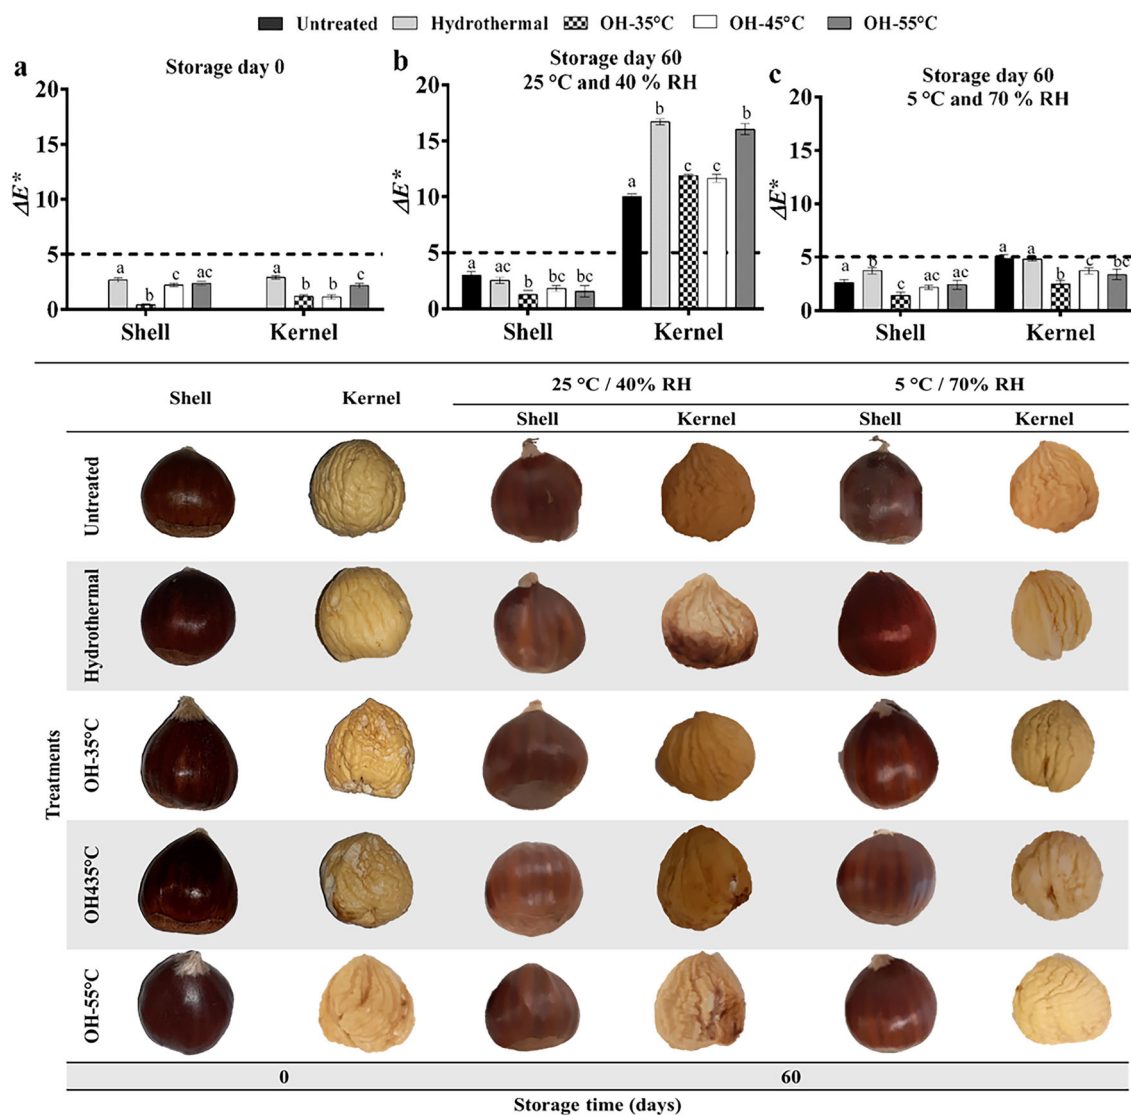 Untreated Hydrothermal OH-35°C OH-45°C OH-55°C
a
Storage day 0
20
15
10
5
0
ΔE*
a
b
c
ac
a
b
b
c
Shell Kernel
b
Storage day 60
25 °C and 40 % RH
20
15
10
5
0
ΔE*
a
ac
b
bc
bc
a
b
c
c
b
Shell Kernel
c
Storage day 60
5 °C and 70 % RH
20
15
10
5
0
ΔE*
a
b
c
ac
ac
a
a
b
c
bc
Shell Kernel
Shell Kernel 25 °C / 40% RH 5 °C / 70% RH
Shell Kernel Shell Kernel
Treatments
Untreated
Hydrothermal
OH-35°C
OH435°C
OH-55°C
0 60
Storage time (days)